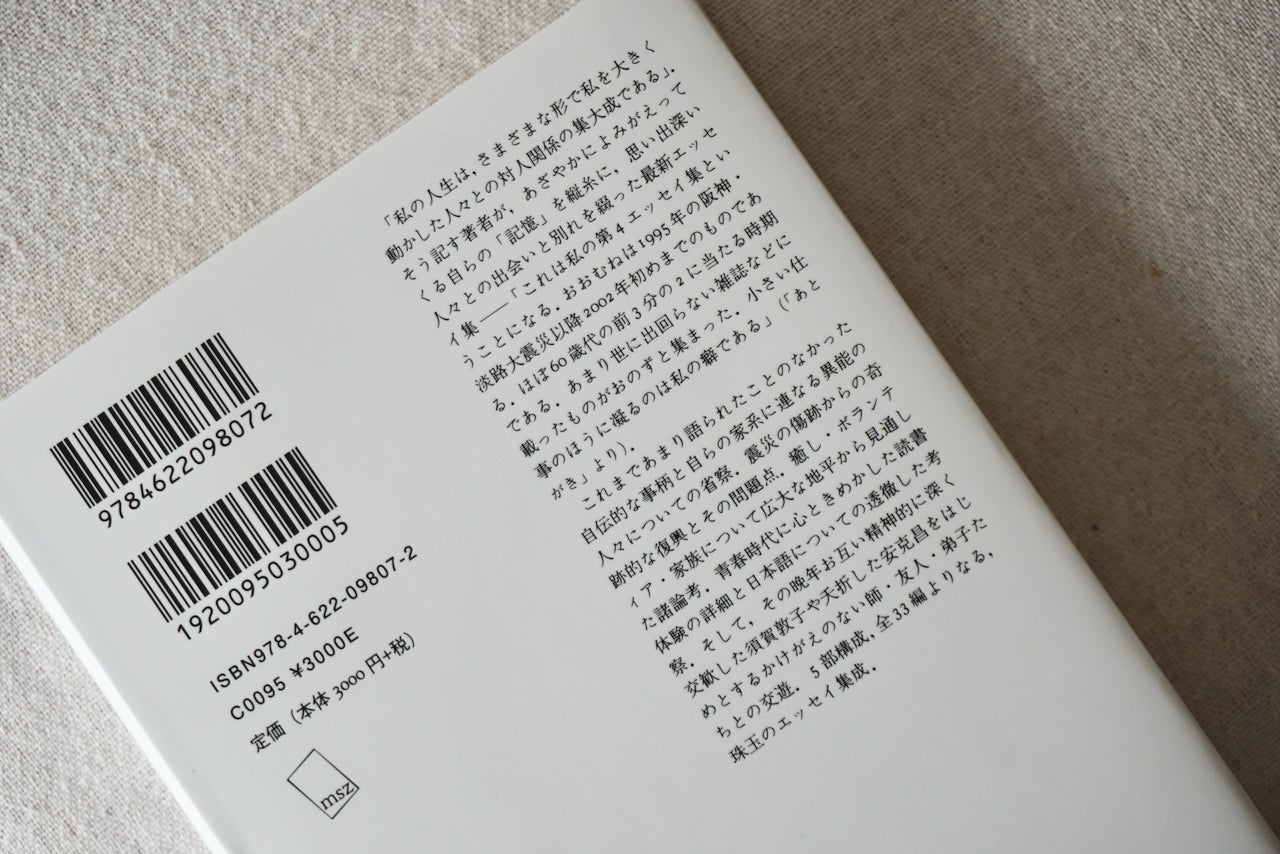 「私の人生は，さまざまな形で私を大きく
動かした人々との対人関係の集大成である」．
そう記す著者が，あざやかによみがえって
くる自らの「記憶」を縦糸に，思い出深い
人々との出会いと別れを綴った最新エッセ
イ集――「これは私の第4エッセイ集とい
うことになる．おおむねは1995年の阪神・
淡路大震災以降2002年初めまでのものであ
る．ほぼ60歳代の前3分の2に当たる時期
である．あまり世に出回らない雑誌などに
載ったものがおのずと集まった．小さい仕
事のほうに凝るのは私の癖である」（「あと
がき」より）．
これまであまり語られたことのなかった
自伝的な事柄と自らの家系に連なる異能の
人々についての省察．震災の傷跡からの奇
跡的な復興とその問題点．癒し・ボランテ
ィア・家族について広大な地平から見通し
た諸論考．青春時代に心ときめかした読書
体験の詳細と日本語についての透徹した考
察．そして，その晩年お互い精神的に深く
交歓した須賀敦子や夭折した安克昌をはじ
めとするかけがえのない師・友人・弟子た
ちとの交遊．5部構成，全33編よりなる，
珠玉のエッセイ集成．
9784622098072
1920095030005
ISBN978-4-622-09807-2
C0095 ¥3000E
定価（本体 3000 円+税）
msz